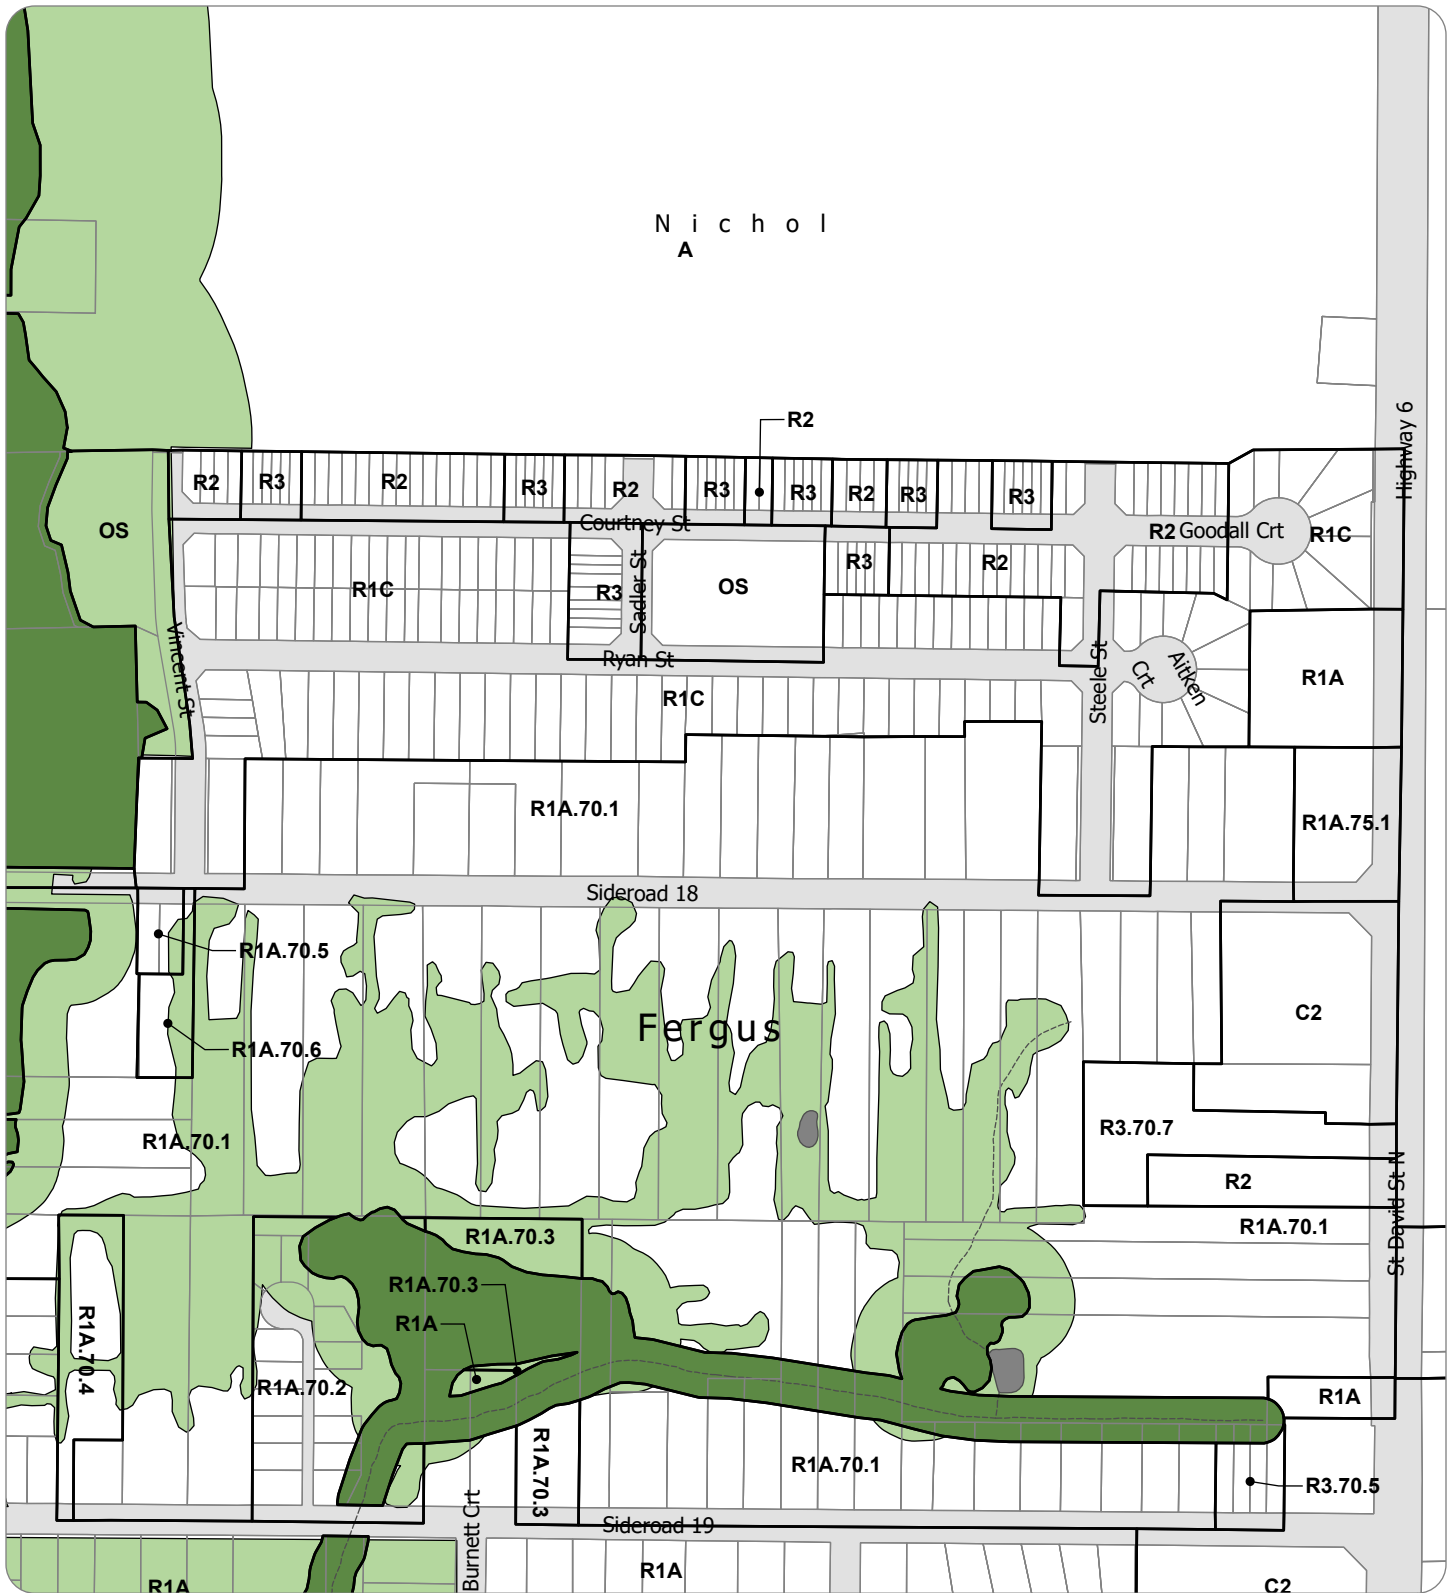 N i c h o l
A
Highway 6
R2
R2
R3
R2
R3
R2
R3
R3
R2
R3
R3
Courtney St
OS
R2
Goodall Crt
R1C
R1C
R3
Sadler St
OS
R3
R2
Vincent St
Ryan St
Steele St
Aitken
Crt
R1A
R1C
R1A.70.1
R1A.75.1
Sideroad 18
R1A.70.5
Fergus
C2
R1A.70.6
R1A.70.1
R3.70.7
R2
St David St N
R1A.70.1
R1A.70.3
R1A.70.3
R1A
R1A.70.4
R1A.70.2
R1A
R1A.70.1
R1A.70.3
R3.70.5
Burnett Crt
Sideroad 19
R1A
R1A
C2